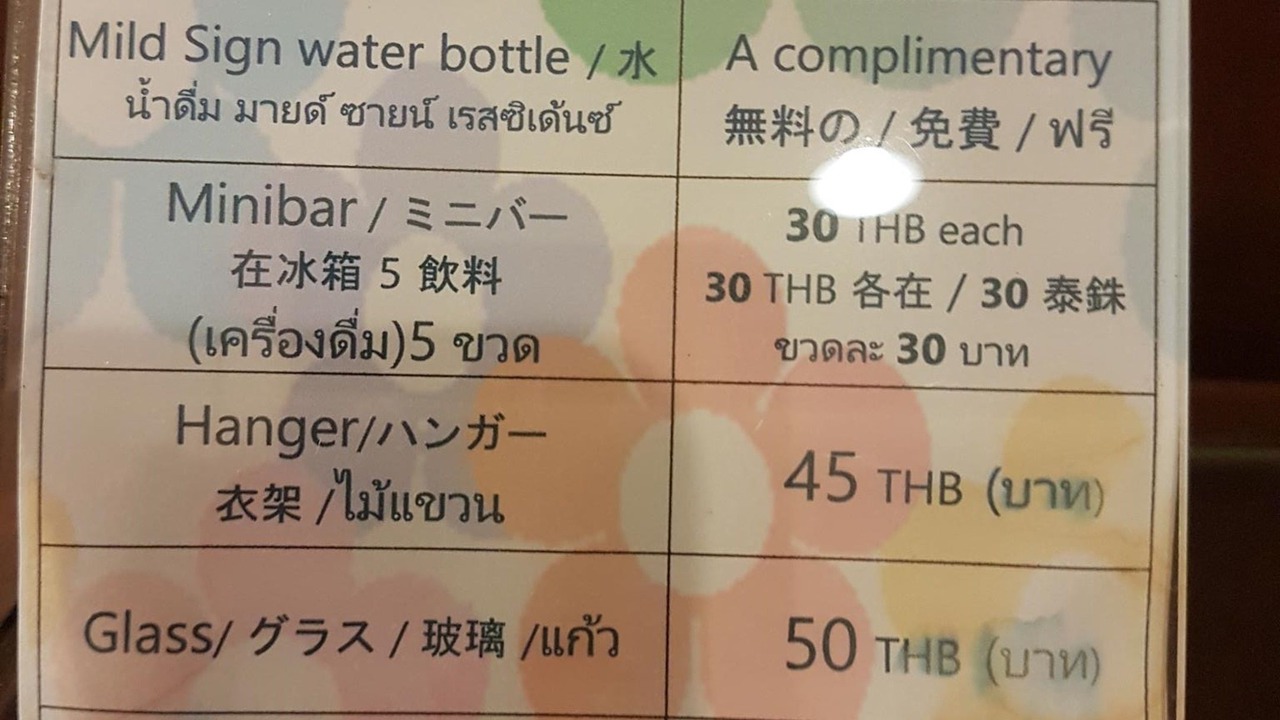 Mild Sign water bottle / 水
น้ำดื่ม มายด์ ซายน์ เรสซิเด้นซ์
A complimentary
無料の / 免費 / ฟรี
Minibar / ミニバー
在冰箱 5 飲料
(เครื่องดื่ม)5 ขวด
30 THB each
30 THB 各在 / 30 泰銖
ขวดละ 30 บาท
Hanger/ハンガー
衣架 /ไม้แขวน
45 THB (บาท)
Glass/ グラス / 玻璃 /แก้ว
50 THB (บาท)